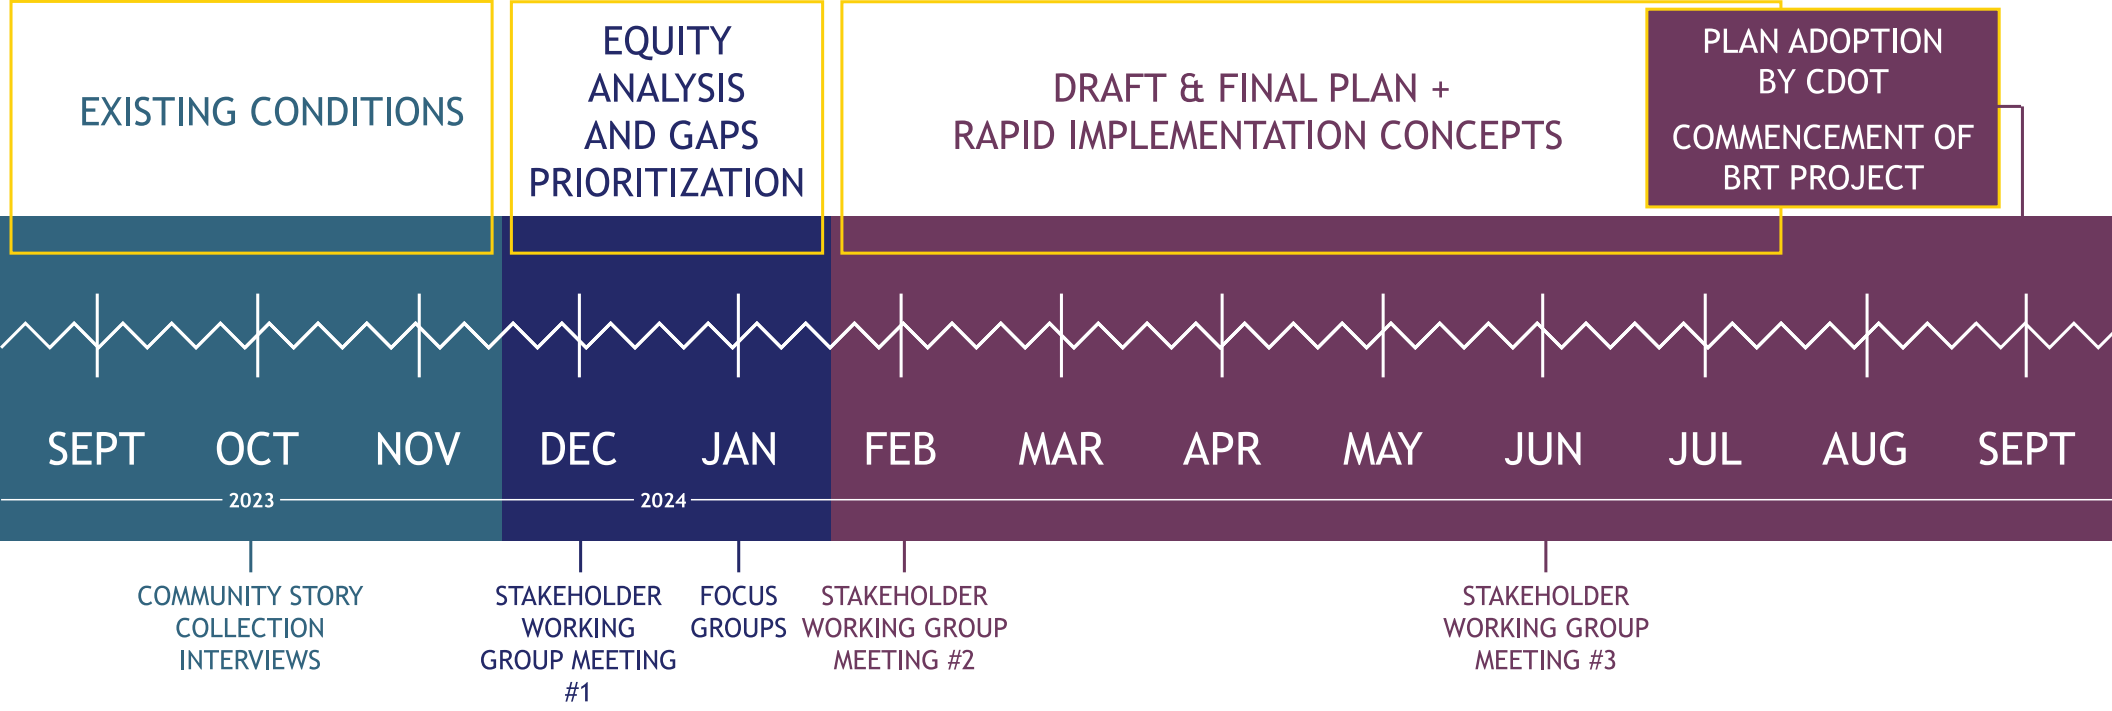 EXISTING CONDITIONS
EQUITY
ANALYSIS
AND GAPS
PRIORITIZATION
DRAFT & FINAL PLAN +
RAPID IMPLEMENTATION CONCEPTS
PLAN ADOPTION
BY CDOT
COMMENCEMENT OF
BRT PROJECT
SEPT OCT NOV DEC JAN FEB MAR APR MAY JUN JUL AUG SEPT
2023 2024
COMMUNITY STORY
COLLECTION
INTERVIEWS
STAKEHOLDER
WORKING
GROUP MEETING
#1
FOCUS
GROUPS
STAKEHOLDER
WORKING GROUP
MEETING #2
STAKEHOLDER
WORKING GROUP
MEETING #3